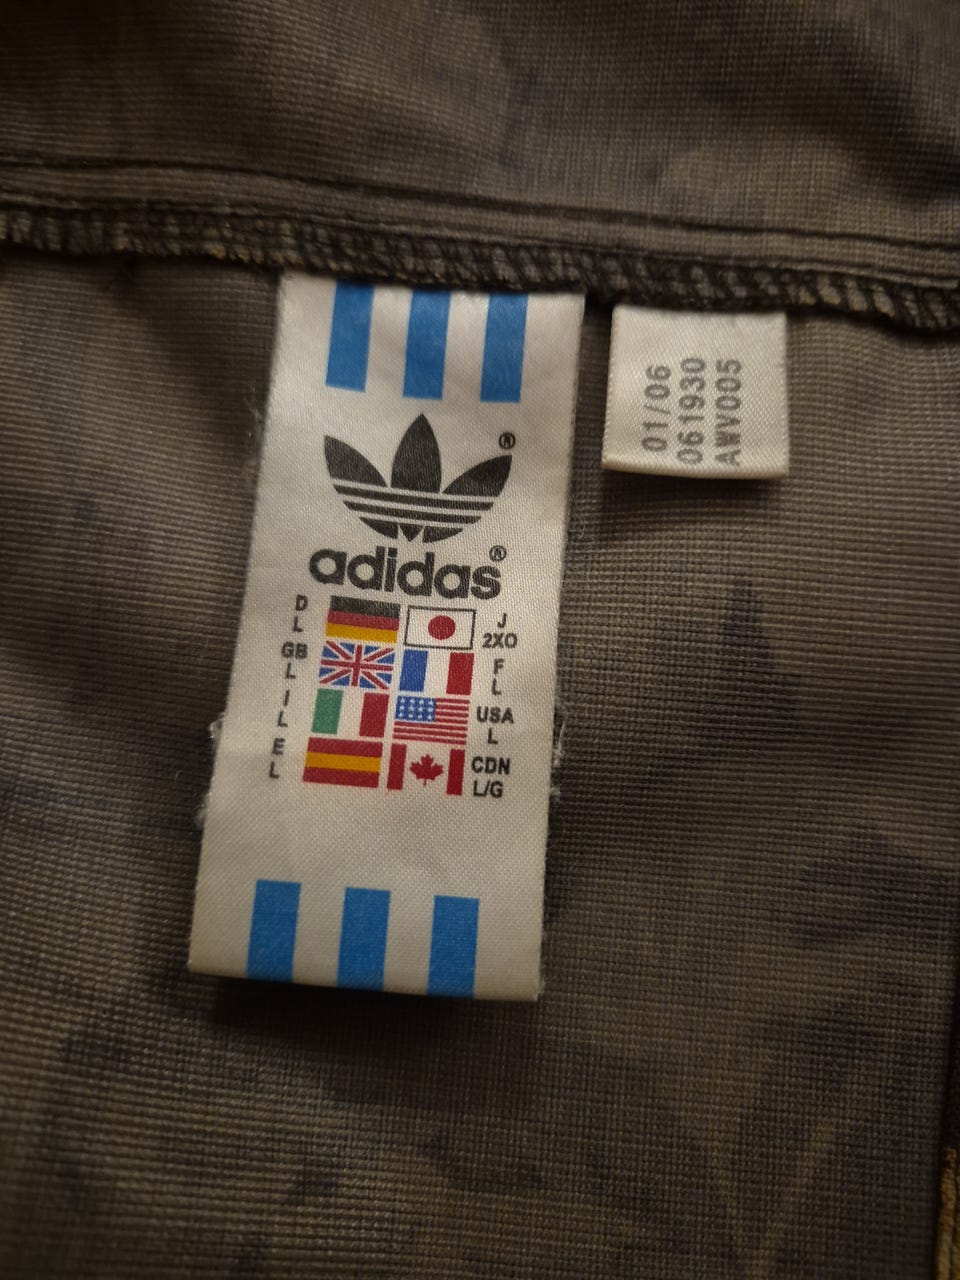 ®
adidas®
D
L
J
2XO
GB
L
F
L
I
L
USA
L
E
L
CDN
L/G
01/06
061930
AWV005